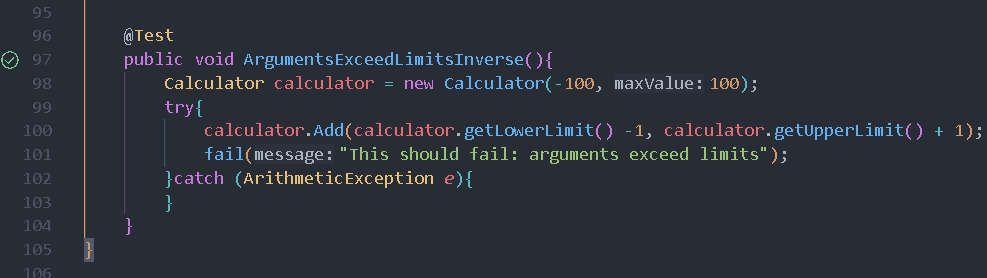 95
96 @Test
97 public void ArgumentsExceedLimitsInverse(){
98 Calculator calculator = new Calculator(-100, maxValue: 100);
99 try{
100 calculator.Add(calculator.getLowerLimit() -1, calculator.getUpperLimit() + 1);
101 fail(message: "This should fail: arguments exceed limits");
102 }catch (ArithmeticException e){
103 }
104 }
105 }
106